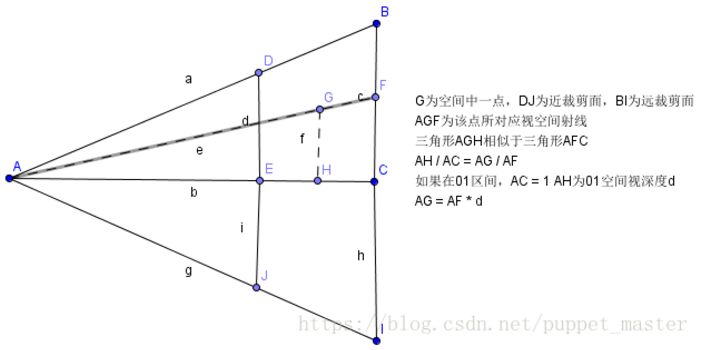 B
a
D
F
G
c
d
f
e
A
E
H
C
b
i
g
h
J
I
G为空间中一点，DJ为近裁剪面，BI为远裁剪面
AGF为该点所对应视空间射线
三角形AGH相似于三角形AFC
AH / AC = AG / AF
如果在01区间，AC = 1 AH为01空间视深度d
AG = AF * d
https://blog.csdn.net/puppet_master